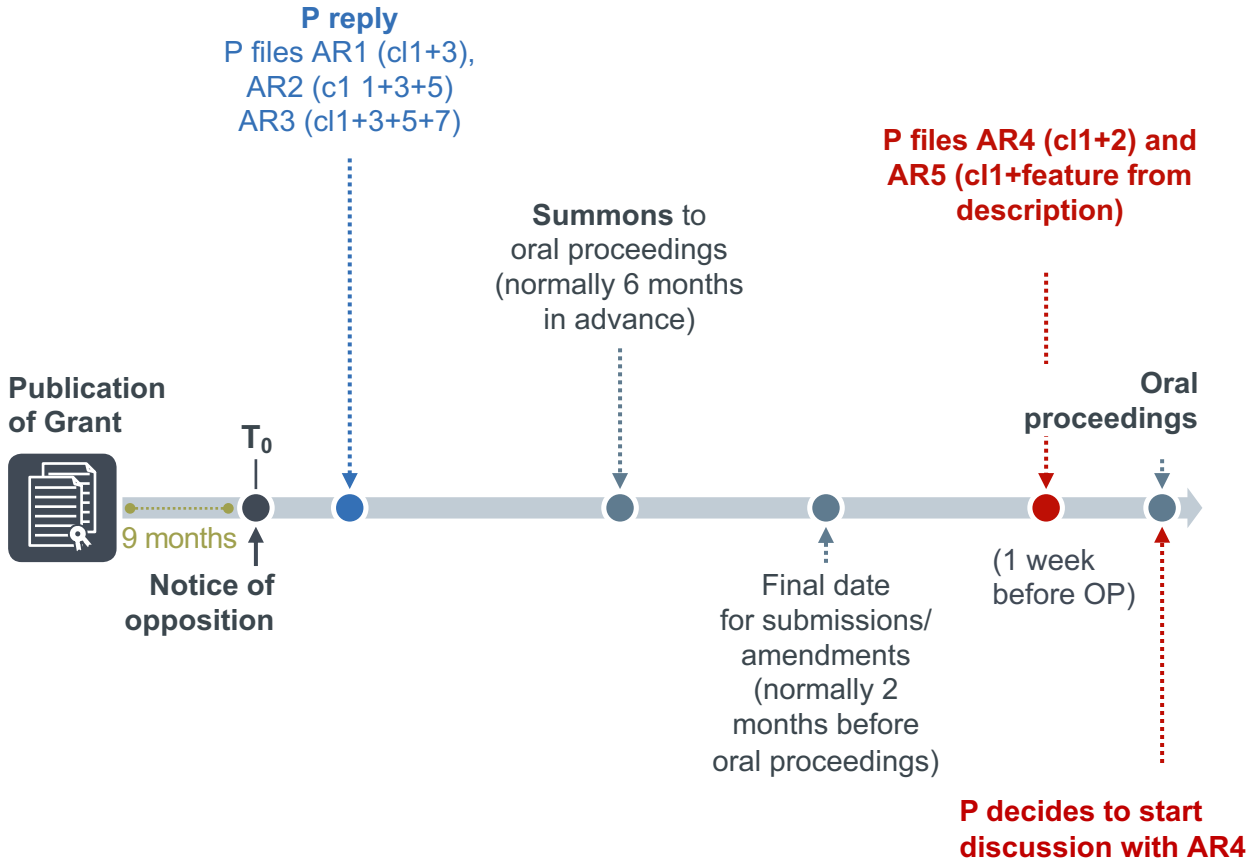 P reply
P files AR1 (cl1+3),
AR2 (c1 1+3+5)
AR3 (cl1+3+5+7)
P files AR4 (cl1+2) and
AR5 (cl1+feature from
description)
Summons to
oral proceedings
(normally 6 months
in advance)
Publication
of Grant
T0
Oral
proceedings
9 months
Notice of
opposition
Final date
for submissions/
amendments
(normally 2
months before
oral proceedings)
(1 week
before OP)
P decides to start
discussion with AR4